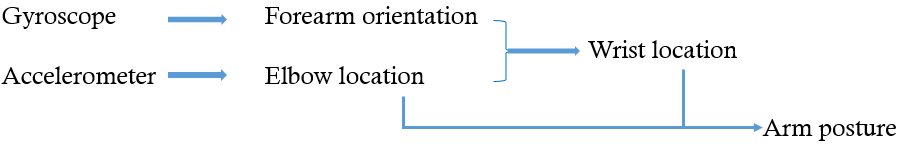 Gyroscope
Forearm orientation
Wrist location
Accelerometer
Elbow location
Arm posture